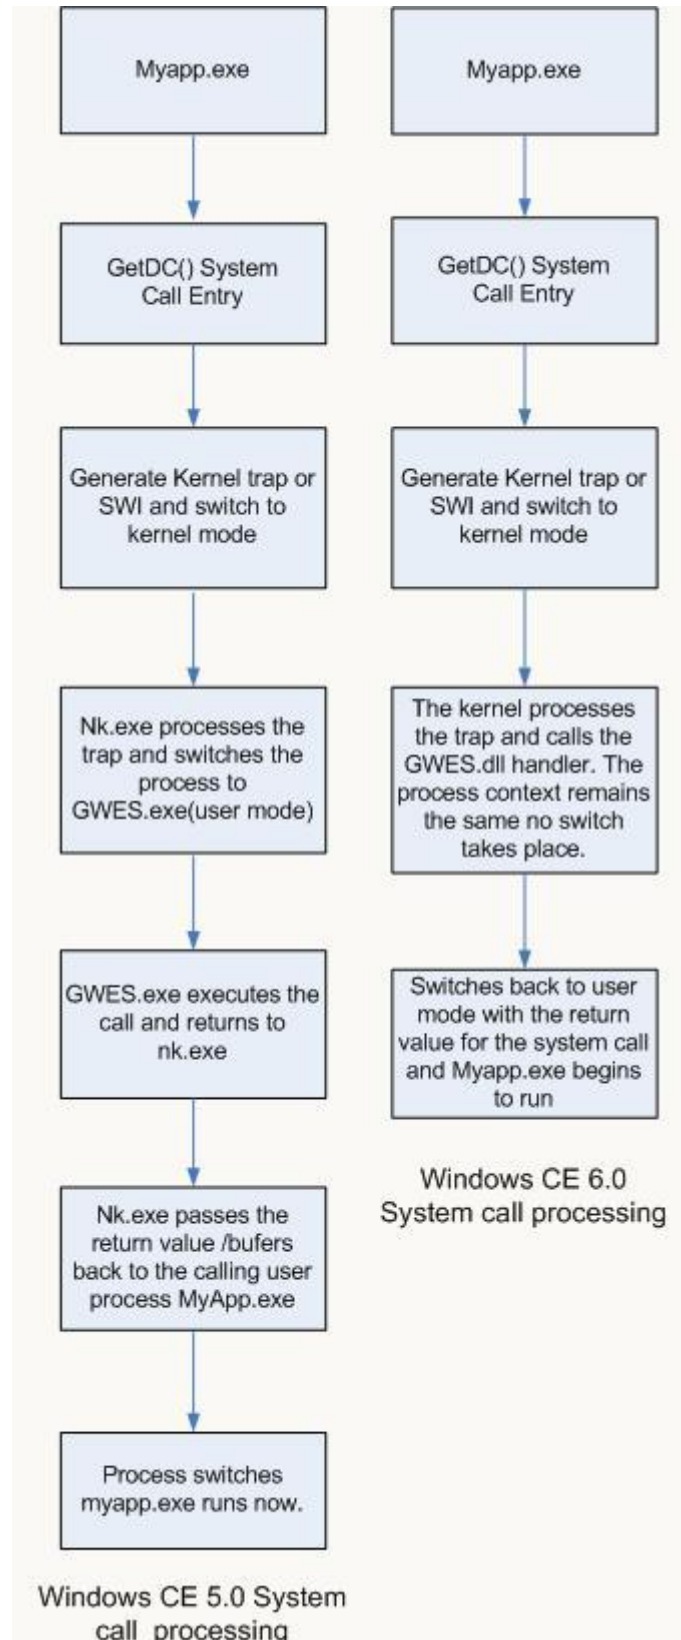 Myapp.exe
GetDC() System
Call Entry
Generate Kernel trap or
SWI and switch to
kernel mode
Nk.exe processes the
trap and switches the
process to
GWES.exe(user mode)
GWES.exe executes the
call and returns to
nk.exe
Nk.exe passes the
return value /bufers
back to the calling user
process MyApp.exe
Process switches
myapp.exe runs now.
Windows CE 5.0 System
call processing
Myapp.exe
GetDC() System
Call Entry
Generate Kernel trap or
SWI and switch to
kernel mode
The kernel processes
the trap and calls the
GWES.dll handler. The
process context remains
the same no switch
takes place.
Switches back to user
mode with the return
value for the system call
and Myapp.exe begins
to run
Windows CE 6.0
System call processing